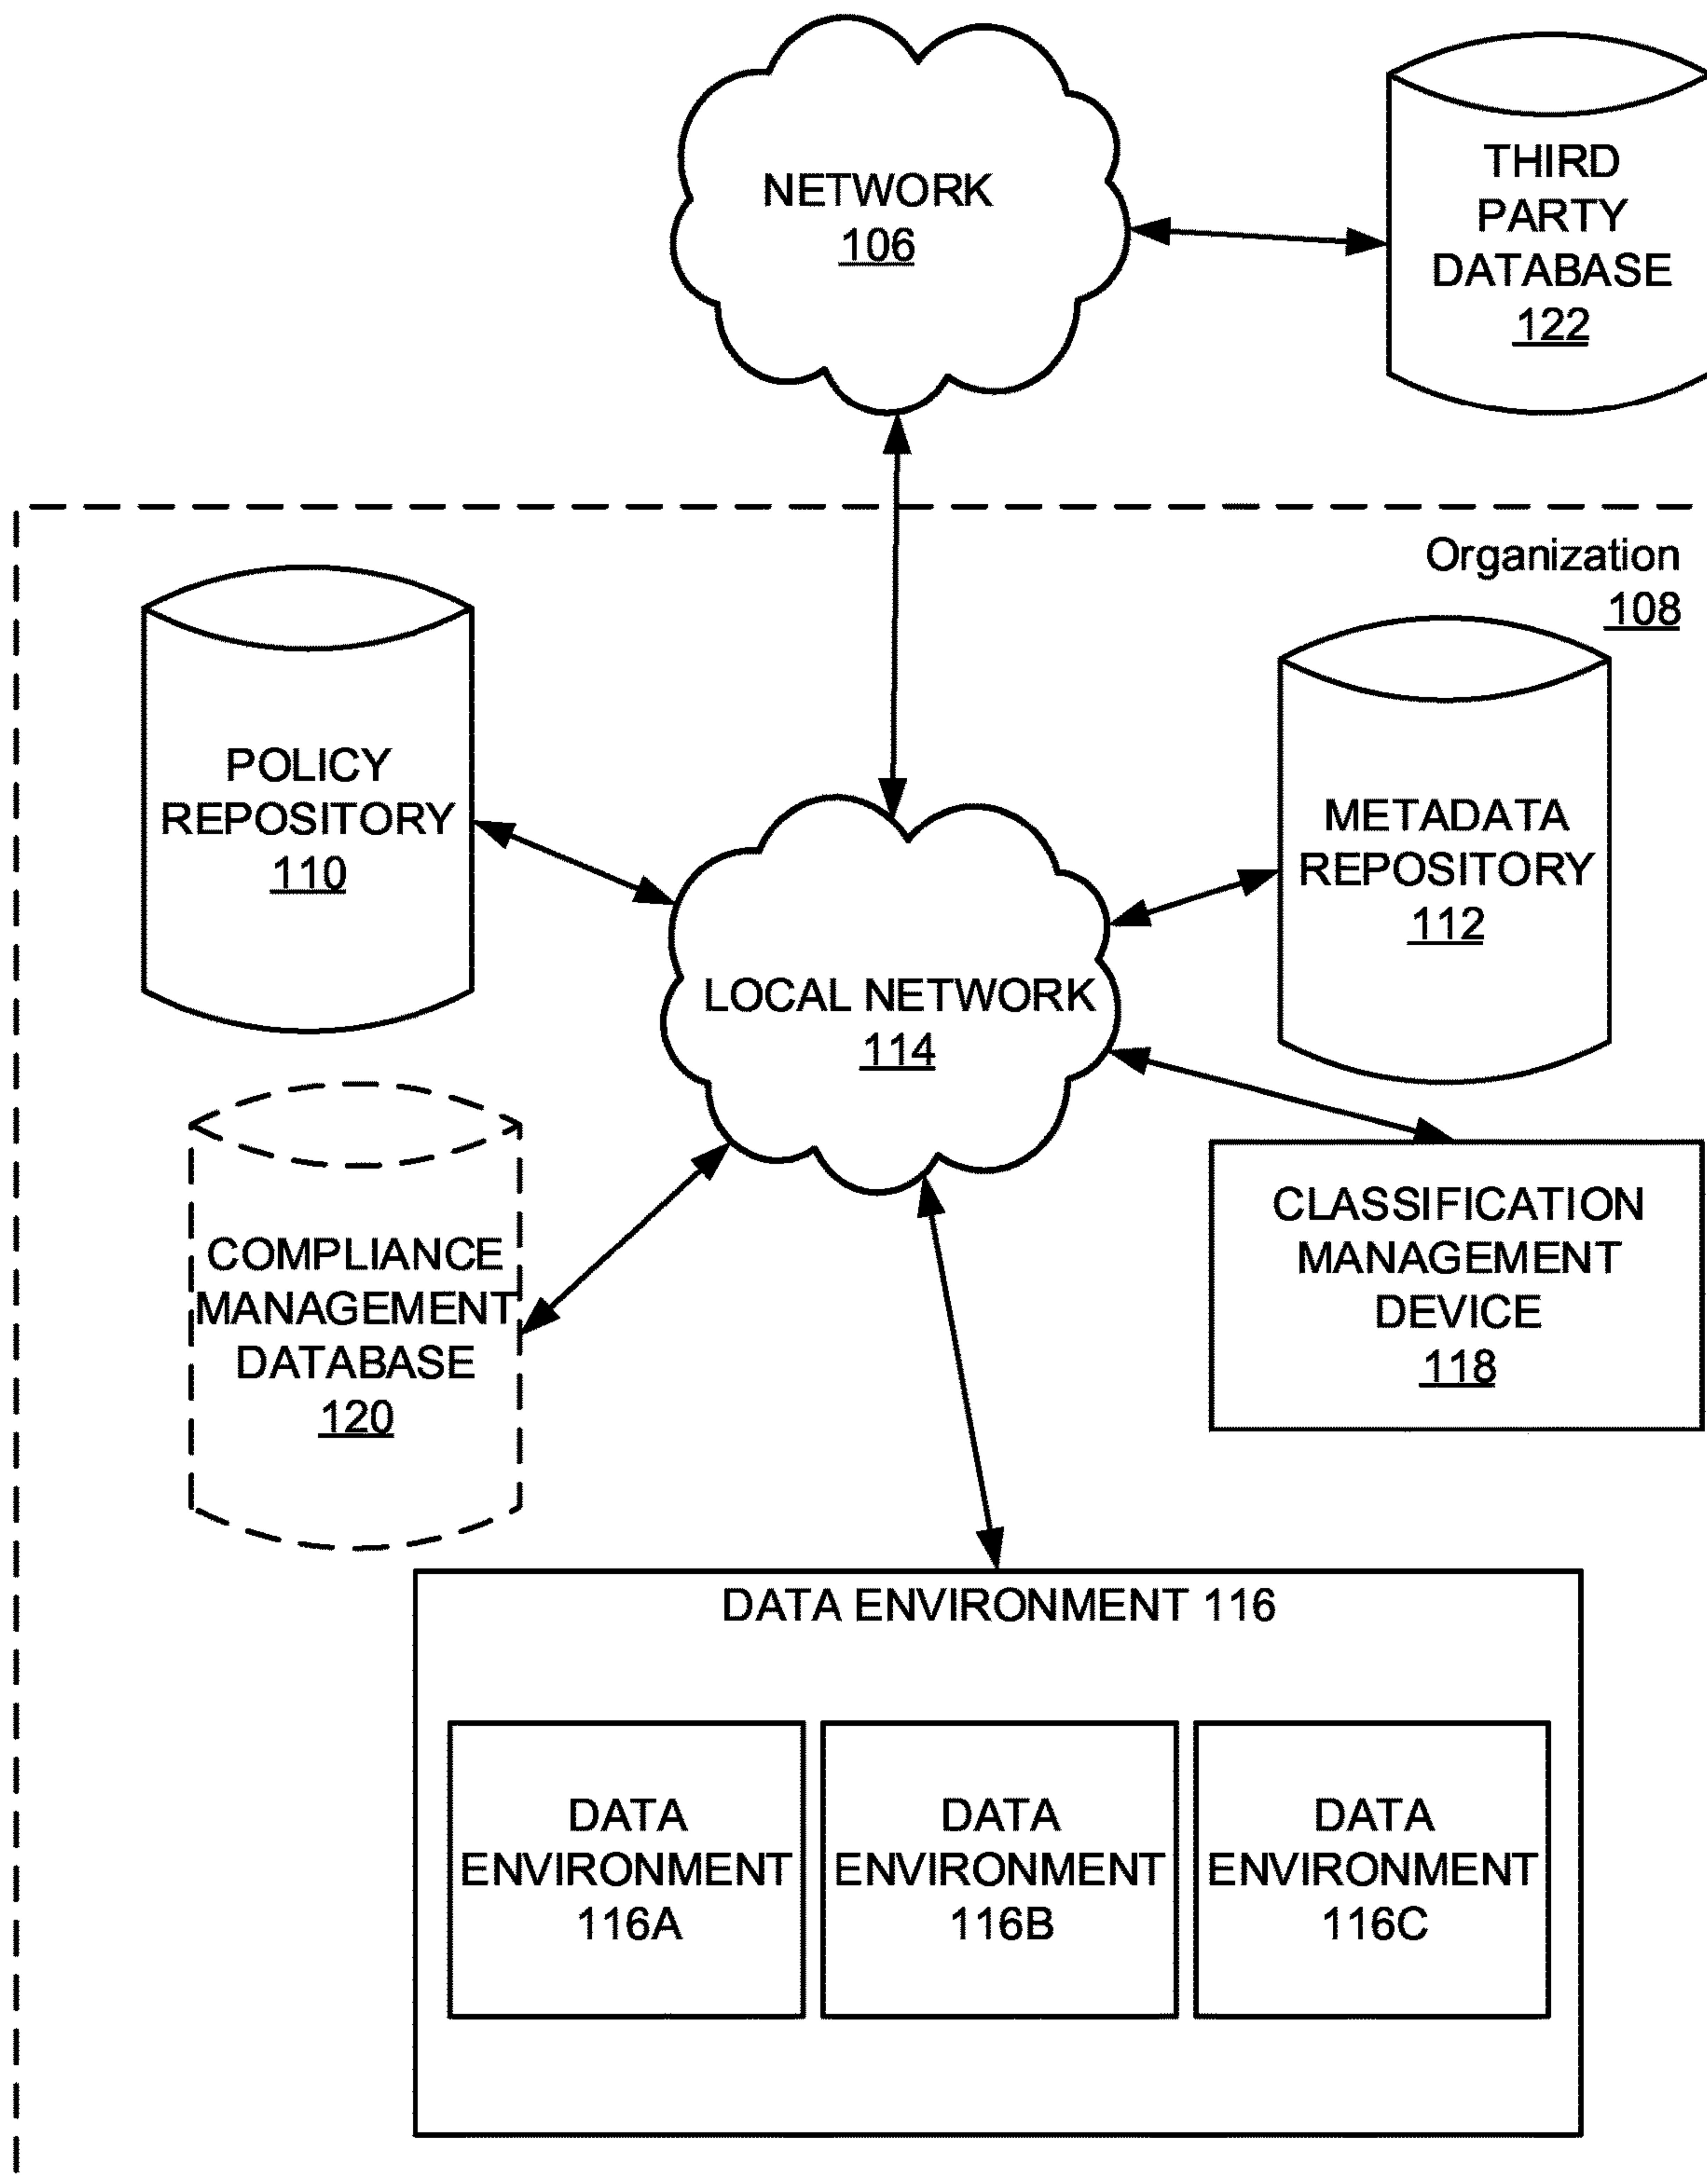 NETWORK
106
THIRD
PARTY
DATABASE
122
Organization
108
POLICY
REPOSITORY
110
METADATA
REPOSITORY
112
LOCAL NETWORK
114
COMPLIANCE
MANAGEMENT
DATABASE
120
CLASSIFICATION
MANAGEMENT
DEVICE
118
DATA ENVIRONMENT 116
DATA
ENVIRONMENT
116A
DATA
ENVIRONMENT
116B
DATA
ENVIRONMENT
116C